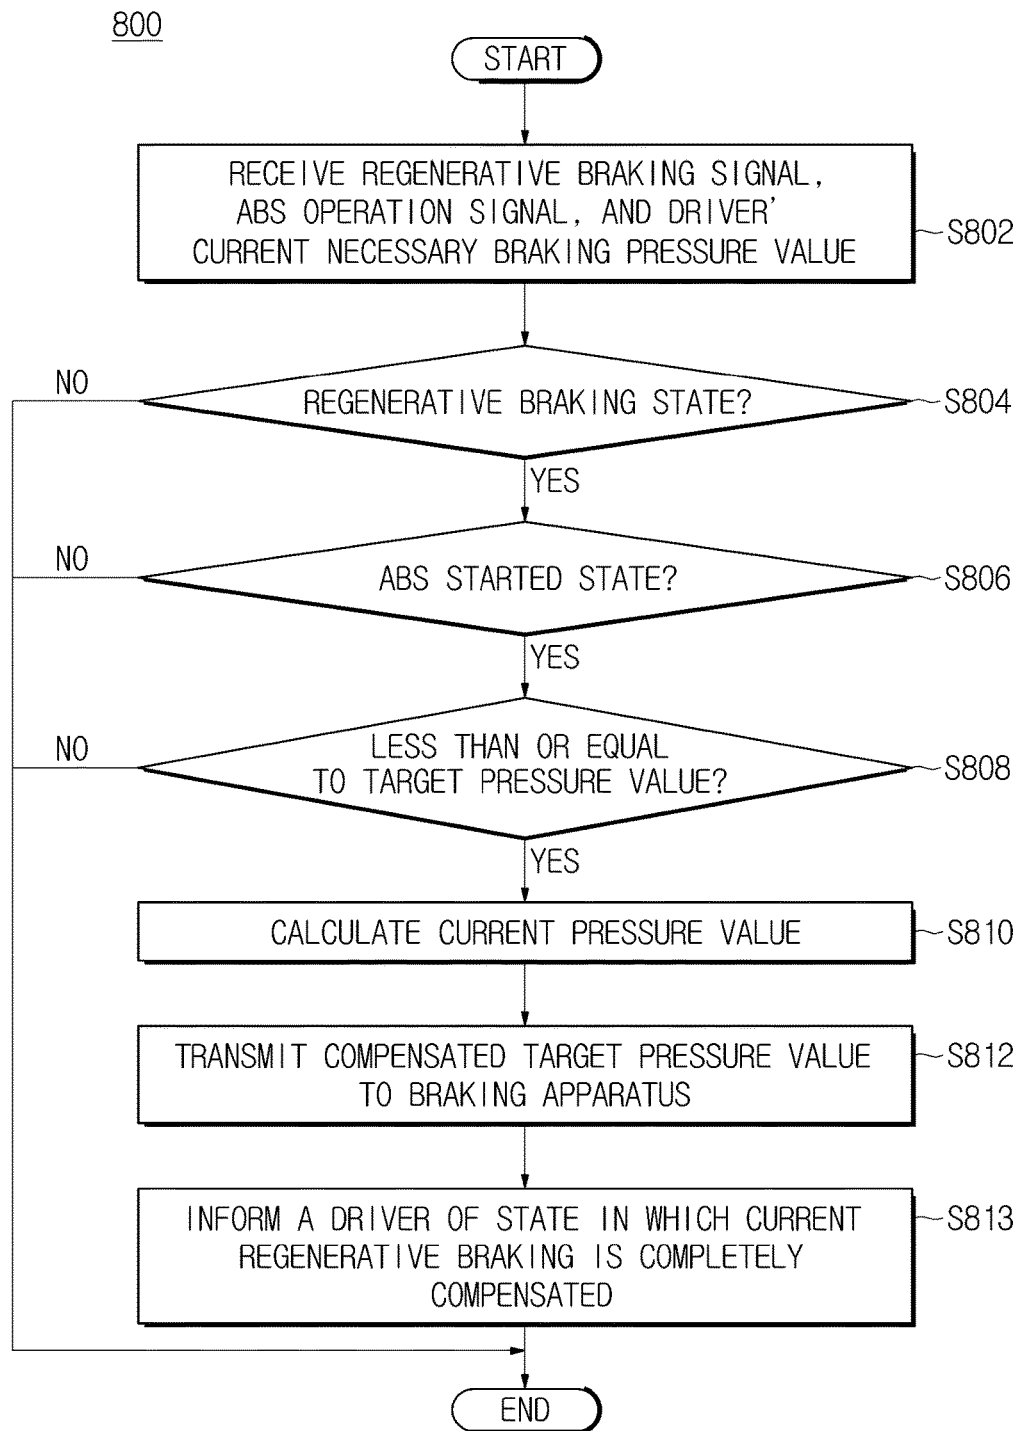 800
START
RECEIVE REGENERATIVE BRAKING SIGNAL,
ABS OPERATION SIGNAL, AND DRIVER'
CURRENT NECESSARY BRAKING PRESSURE VALUE
S802
REGENERATIVE BRAKING STATE?
S804
NO
YES
ABS STARTED STATE?
S806
NO
YES
LESS THAN OR EQUAL
TO TARGET PRESSURE VALUE?
S808
NO
YES
CALCULATE CURRENT PRESSURE VALUE
S810
TRANSMIT COMPENSATED TARGET PRESSURE VALUE
TO BRAKING APPARATUS
S812
INFORM A DRIVER OF STATE IN WHICH CURRENT
REGENERATIVE BRAKING IS COMPLETELY
COMPENSATED
S813
END